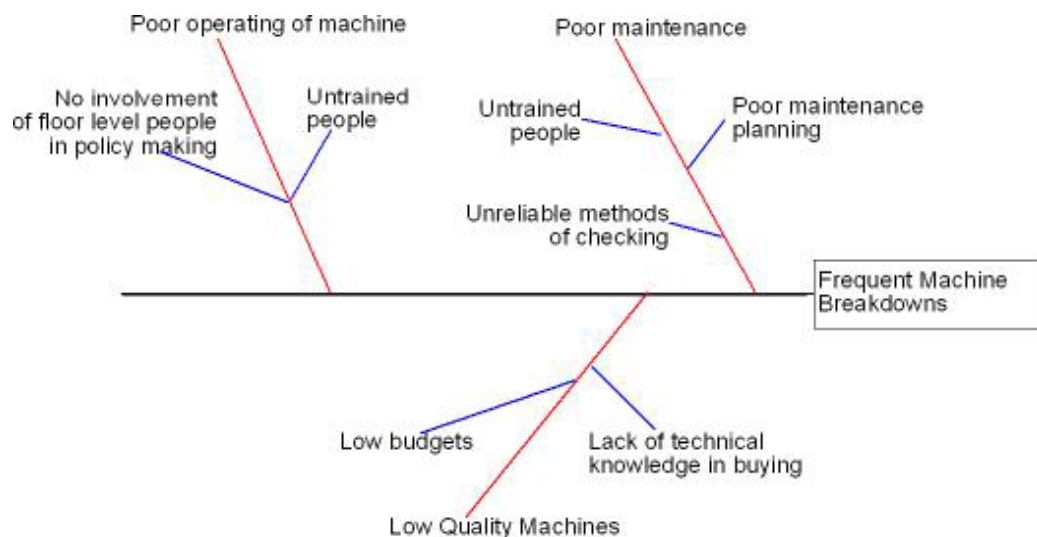 Poor operating of machine
Poor maintenance
No involvement
of floor level people
in policy making
Untrained
people
Untrained
people
Poor maintenance
planning
Unreliable methods
of checking
Frequent Machine
Breakdowns
Low budgets
Lack of technical
knowledge in buying
Low Quality Machines